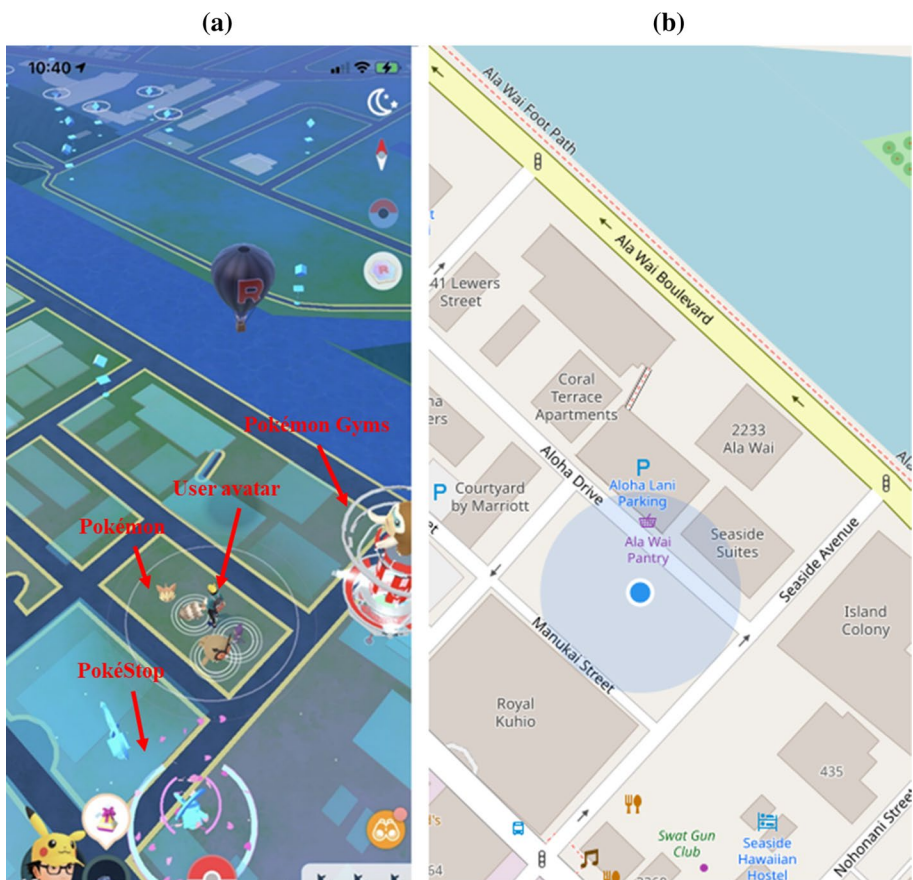 (a)
(b)
10:40
R
R
Pokémon Gyms
User avatar
Pokémon
PokéStop
Ala Wai Foot Path
Ala Wai Boulevard
41 Lewers
Street
Coral
Terrace
Apartments
2233
Ala Wai
Aloha Drive
P
Aloha Lani
Parking
P
Courtyard
by Marriott
Ala Wai
Pantry
Seaside
Suites
Seaside Avenue
Island
Colony
Manukai Street
Royal
Kuhio
435
Nohonani Street
Swat Gun
Club
Seaside
Hawaiian
Hostel